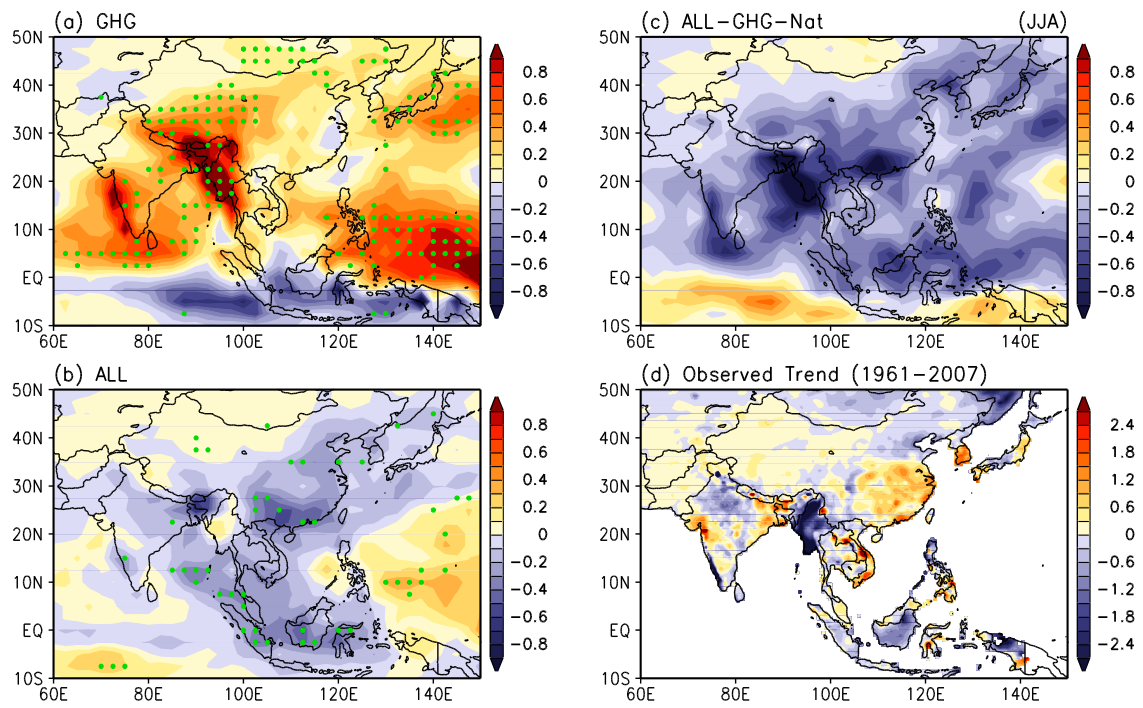 (a) GHG
50N
40N
30N
20N
10N
EQ
10S
60E 80E 100E 120E 140E
0.8
0.6
0.4
0.2
0
−0.2
−0.4
−0.6
−0.8
(c) ALL−GHG−Nat (JJA)
50N
40N
30N
20N
10N
EQ
10S
60E 80E 100E 120E 140E
0.8
0.6
0.4
0.2
0
−0.2
−0.4
−0.6
−0.8
(b) ALL
50N
40N
30N
20N
10N
EQ
10S
60E 80E 100E 120E 140E
0.8
0.6
0.4
0.2
0
−0.2
−0.4
−0.6
−0.8
(d) Observed Trend (1961−2007)
50N
40N
30N
20N
10N
EQ
10S
60E 80E 100E 120E 140E
2.4
1.8
1.2
0.6
0
−0.6
−1.2
−1.8
−2.4